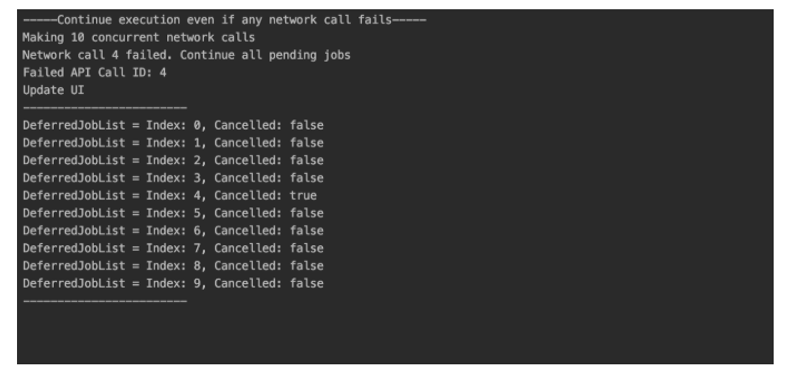 -----Continue execution even if any network call fails-----
Making 10 concurrent network calls
Network call 4 failed. Continue all pending jobs
Failed API Call ID: 4
Update UI
------------------------
DeferredJobList = Index: 0, Cancelled: false
DeferredJobList = Index: 1, Cancelled: false
DeferredJobList = Index: 2, Cancelled: false
DeferredJobList = Index: 3, Cancelled: false
DeferredJobList = Index: 4, Cancelled: true
DeferredJobList = Index: 5, Cancelled: false
DeferredJobList = Index: 6, Cancelled: false
DeferredJobList = Index: 7, Cancelled: false
DeferredJobList = Index: 8, Cancelled: false
DeferredJobList = Index: 9, Cancelled: false
------------------------